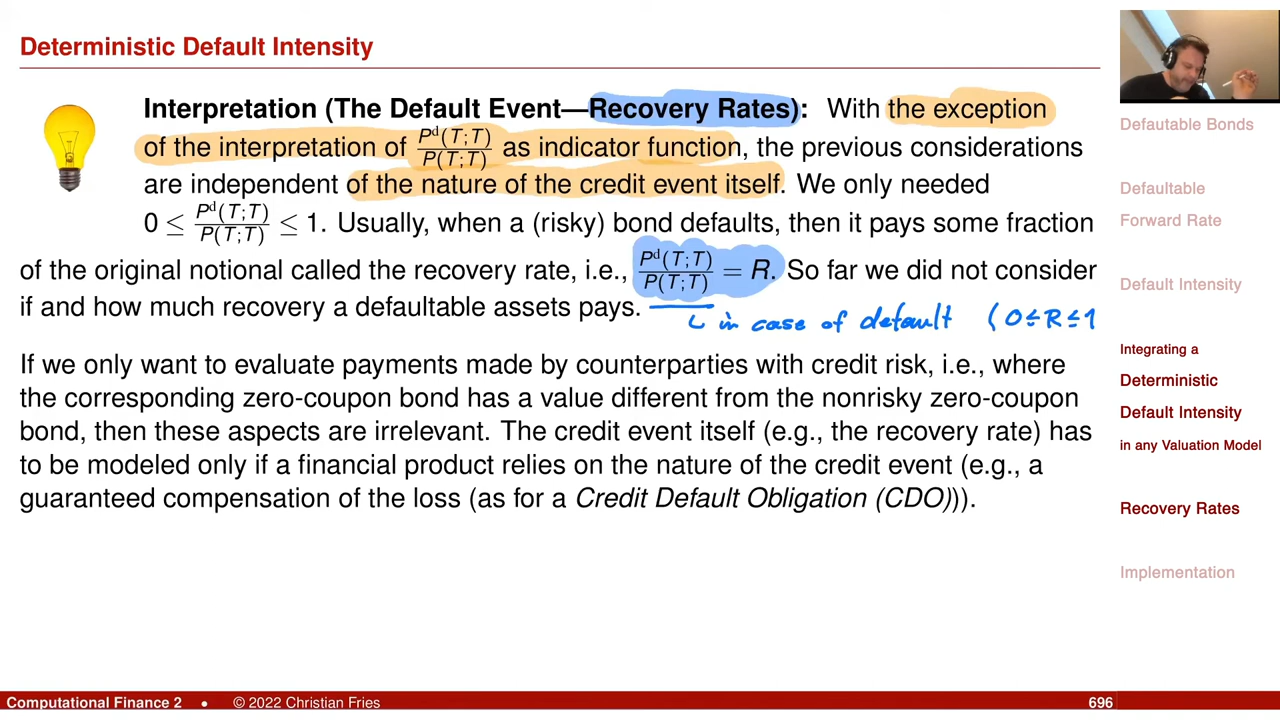 Deterministic Default Intensity
Interpretation (The Default Event—Recovery Rates): With the exception
of the interpretation of Pᵈ(T;T)/P(T;T) as indicator function, the previous considerations
are independent of the nature of the credit event itself. We only needed
0 ≤ Pᵈ(T;T)/P(T;T) ≤ 1. Usually, when a (risky) bond defaults, then it pays some fraction
of the original notional called the recovery rate, i.e., Pᵈ(T;T)/P(T;T) = R. So far we did not consider
if and how much recovery a defaultable assets pays.
in case of default (0≤R≤1
If we only want to evaluate payments made by counterparties with credit risk, i.e., where
the corresponding zero-coupon bond has a value different from the nonrisky zero-coupon
bond, then these aspects are irrelevant. The credit event itself (e.g., the recovery rate) has
to be modeled only if a financial product relies on the nature of the credit event (e.g., a
guaranteed compensation of the loss (as for a Credit Default Obligation (CDO))).
Defautable Bonds
Defaultable
Forward Rate
Default Intensity
Integrating a
Deterministic
Default Intensity
in any Valuation Model
Recovery Rates
Implementation
Computational Finance 2 • © 2022 Christian Fries 696